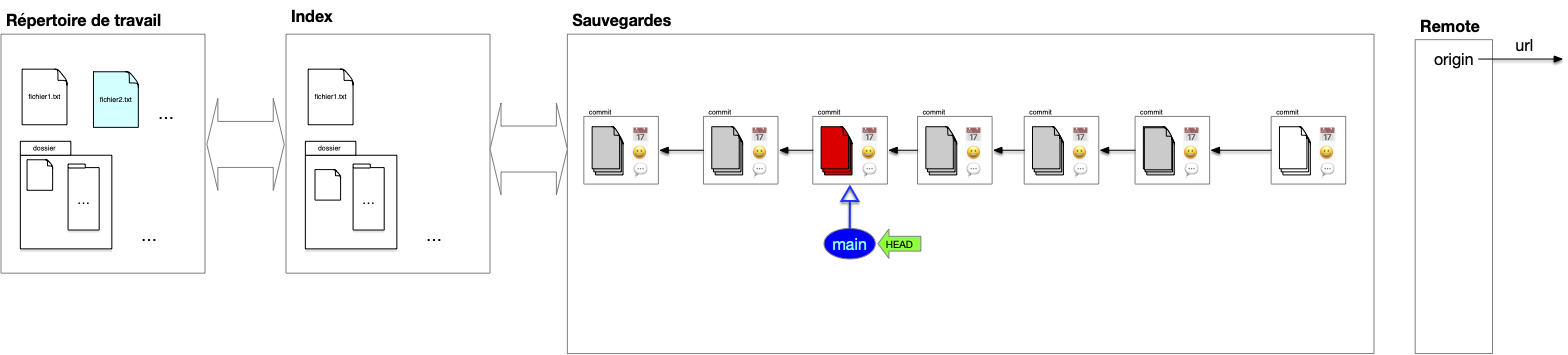 Répertoire de travail
fichier1.txt
fichier2.txt
...
dossier
...
...
Index
fichier1.txt
dossier
...
...
Sauvegardes
commit
17
commit
17
commit
17
commit
17
commit
17
commit
17
commit
17
main
HEAD
Remote
origin
url